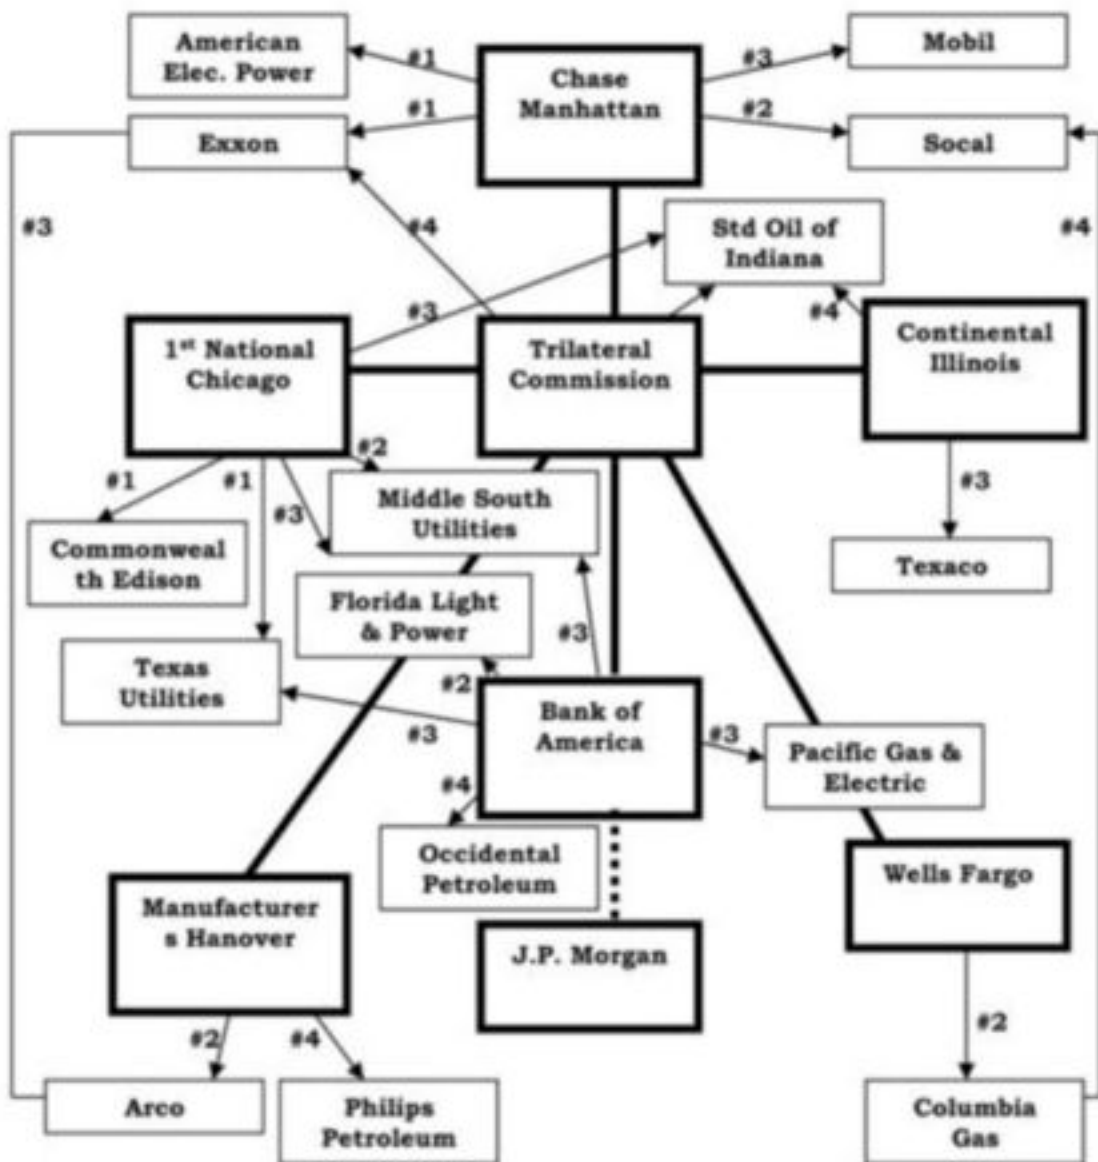 American
Elec. Power
#1
Chase
Manhattan
#3
Mobil
Exxon
#1
#2
Socal
#3
#4
Std Oil of
Indiana
#4
1st National
Chicago
#3
Trilateral
Commission
#4
Continental
Illinois
#1
#1
#2
#3
Middle South
Utilities
#3
Commonweal
th Edison
Texaco
Florida Light
& Power
#3
Texas
Utilities
#2
#3
Bank of
America
#3
Pacific Gas &
Electric
#4
Occidental
Petroleum
Wells Fargo
Manufacturer
s Hanover
J.P. Morgan
#2
#4
#2
Arco
Philips
Petroleum
Columbia
Gas